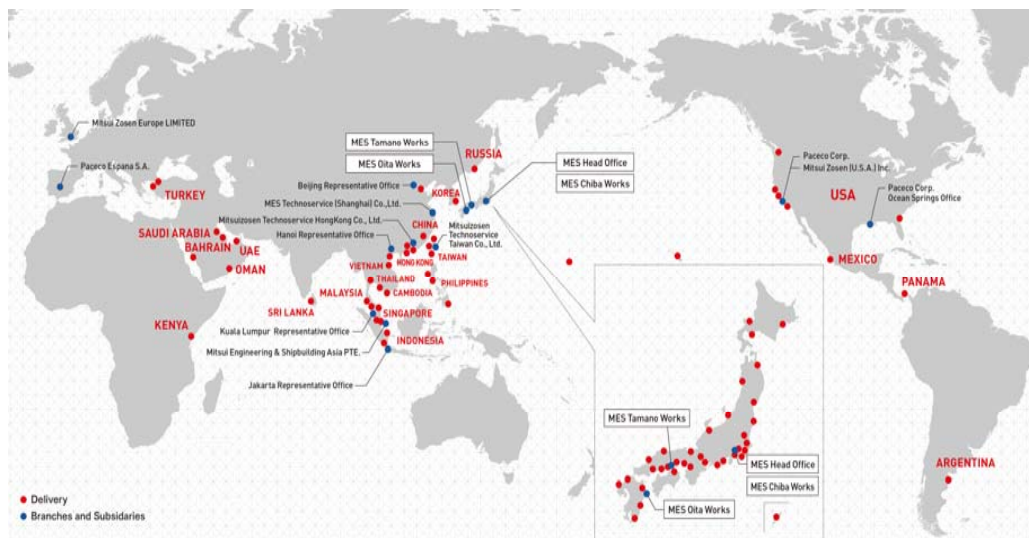 Mitsui Zosen Europe LIMITED
Paceco Espana S.A.
TURKEY
SAUDI ARABIA
BAHRAIN
UAE
OMAN
KENYA
SRI LANKA
MES Tamano Works
MES Oita Works
RUSSIA
MES Head Office
MES Chiba Works
Beijing Representative Office
KOREA
MES Technoservice (Shanghai) Co.,Ltd.
CHINA
Mitsuizosen Technoservice HongKong Co., Ltd.
Mitsuizosen
Technoservice
Taiwan Co., Ltd.
Hanoi Representative Office
HONG KONG
TAIWAN
VIETNAM
THAILAND
PHILIPPINES
CAMBODIA
MALAYSIA
SINGAPORE
Kuala Lumpur Representative Office
INDONESIA
Mitsui Engineering & Shipbuilding Asia PTE.
Jakarta Representative Office
Paceco Corp.
Mitsui Zosen (U.S.A.) Inc.
USA
Paceco Corp.
Ocean Springs Office
MEXICO
PANAMA
ARGENTINA
MES Tamano Works
MES Head Office
MES Chiba Works
MES Oita Works
Delivery
Branches and Subsidaries